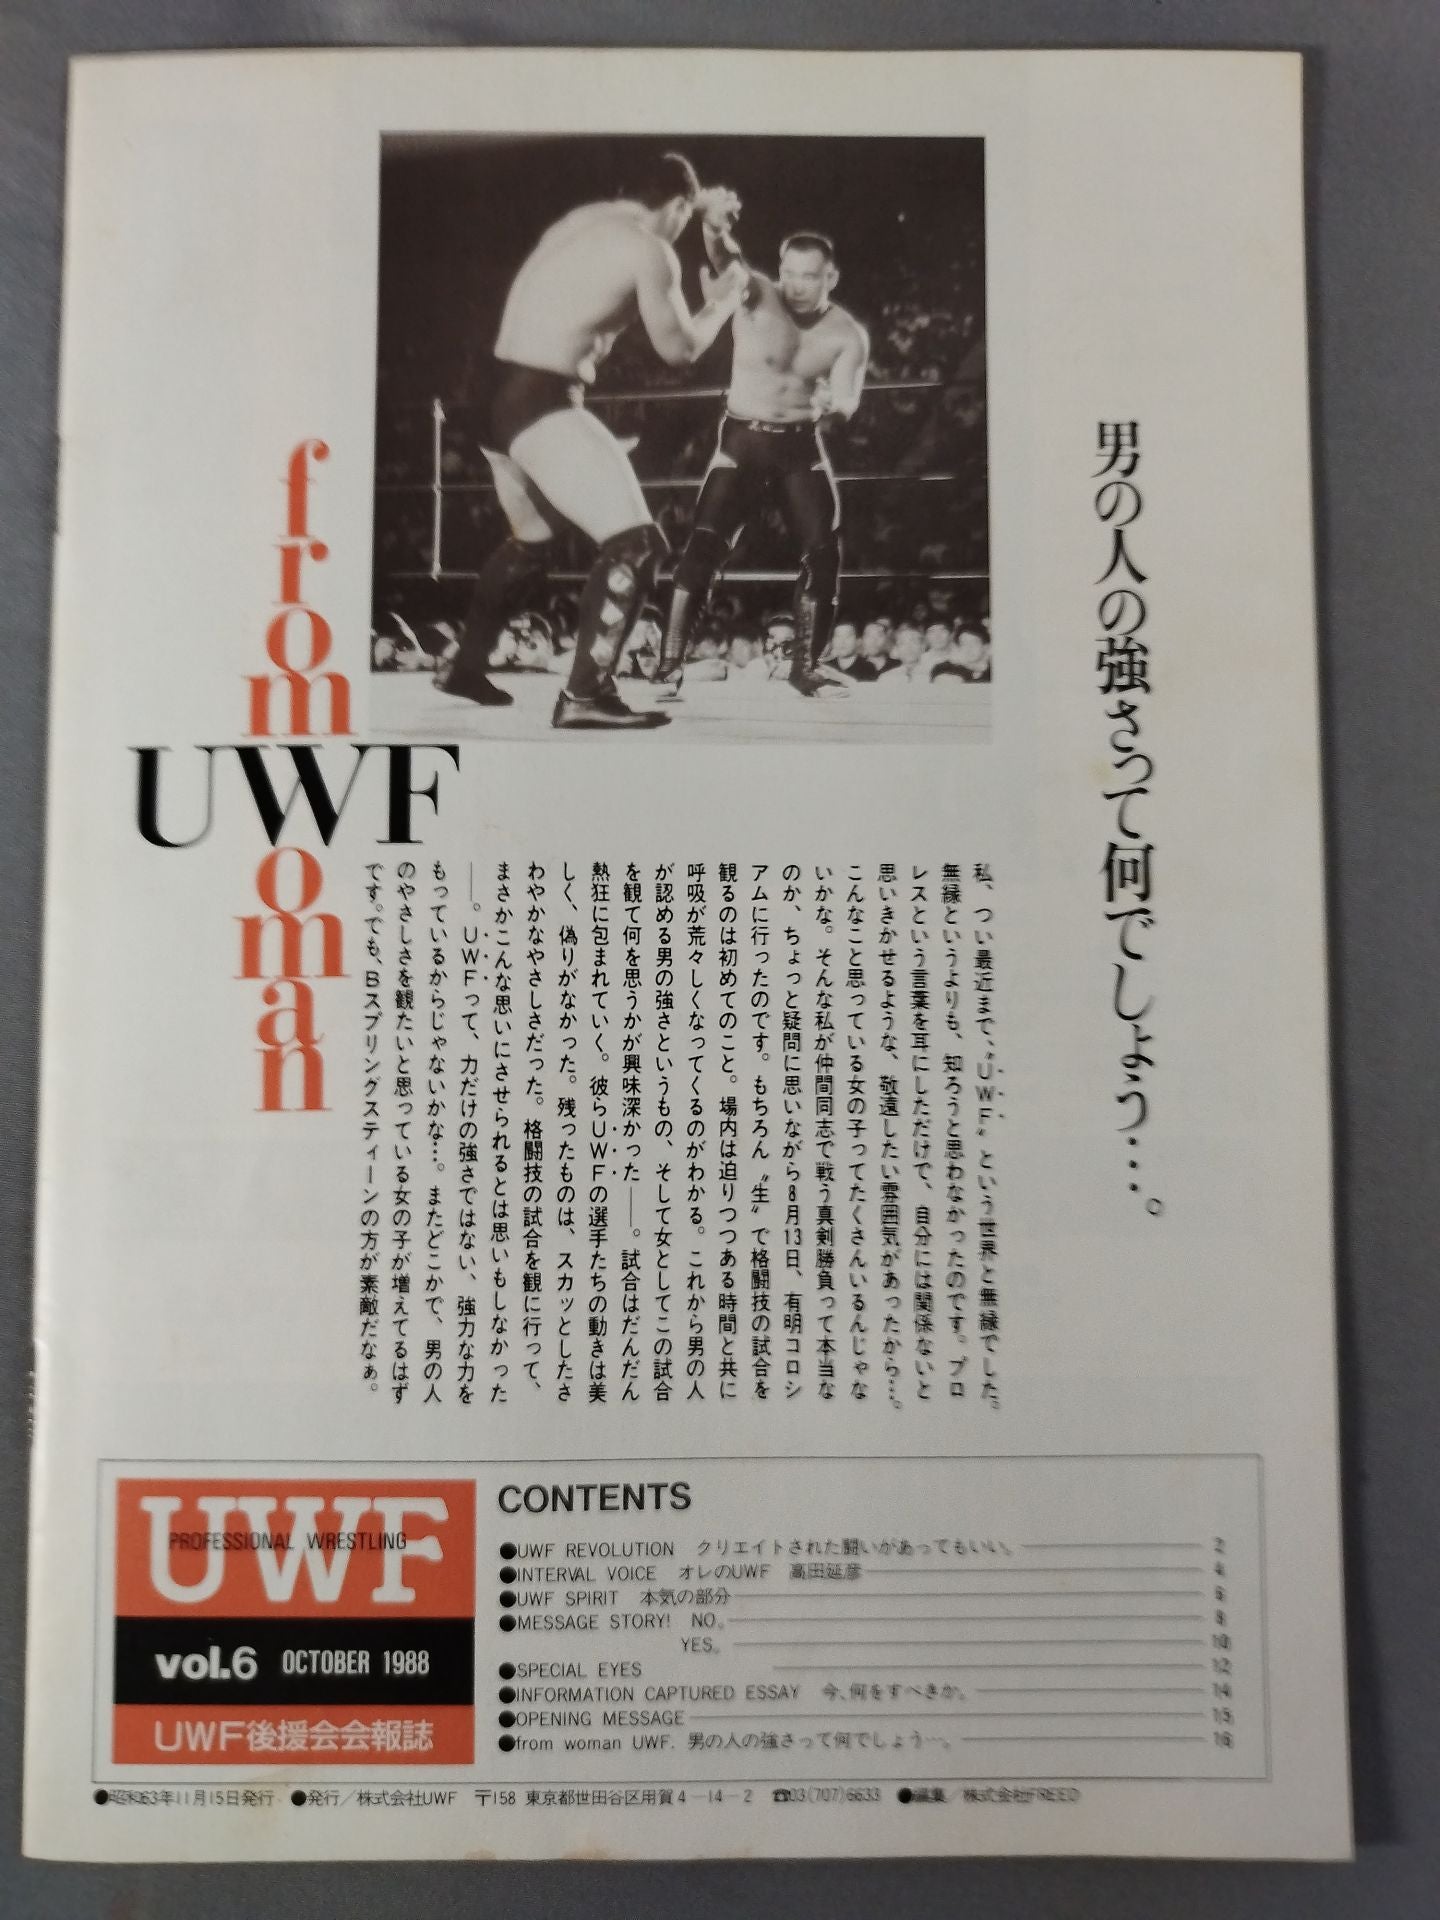 男の人の強さって何でしょう…。
from
UWF
woman
私、つい最近まで、〝UWF〟という世界と無縁でした。
無縁というよりも、知ろうと思わなかったのです。プロ
レスという言葉を耳にしただけで、自分には関係ないと
思いきかせるような、敬遠したい雰囲気があったから…。
こんなこと思っている女の子ってたくさんいるんじゃな
いかな。そんな私が仲間同志で戦う真剣勝負って本当な
のか、ちょっと疑問に思いながら8月13日、有明コロシ
アムに行ったのです。もちろん〝生〟で格闘技の試合を
観るのは初めてのこと。場内は迫りつつある時間と共に
呼吸が荒々しくなってくるのがわかる。これから男の人
が認める男の強さというもの、そして女としてこの試合
を観て何を思うかが興味深かった――。試合はだんだん
熱狂に包まれていく。彼らUWFの選手たちの動きは美
しく、偽りがなかった。残ったものは、スカッとしたさ
わやかなやさしさだった。格闘技の試合を観に行って、
まさかこんな思いにさせられるとは思いもしなかった
――。UWFって、力だけの強さではない、強力な力を
もっているからじゃないかな…。またどこかで、男の人
のやさしさを観たいと思っている女の子が増えてるはず
です。でも、Bスプリングスティーンの方が素敵だなぁ。
UWF
PROFESSIONAL WRESTLING
vol.6 OCTOBER 1988
UWF後援会会報誌
CONTENTS
●UWF REVOLUTION クリエイトされた闘いがあってもいい。 2
●INTERVAL VOICE オレのUWF 高田延彦 4
●UWF SPIRIT 本気の部分 6
●MESSAGE STORY! NO。 8
YES。 10
●SPECIAL EYES 12
●INFORMATION CAPTURED ESSAY 今、何をすべきか。 14
●OPENING MESSAGE 15
●from woman UWF. 男の人の強さって何でしょう…。 16
●昭和63年11月15日発行 ●発行／株式会社UWF 〒158 東京都世田谷区用賀4―14―2 ☎03(707)6633 ●編集／株式会社FREED